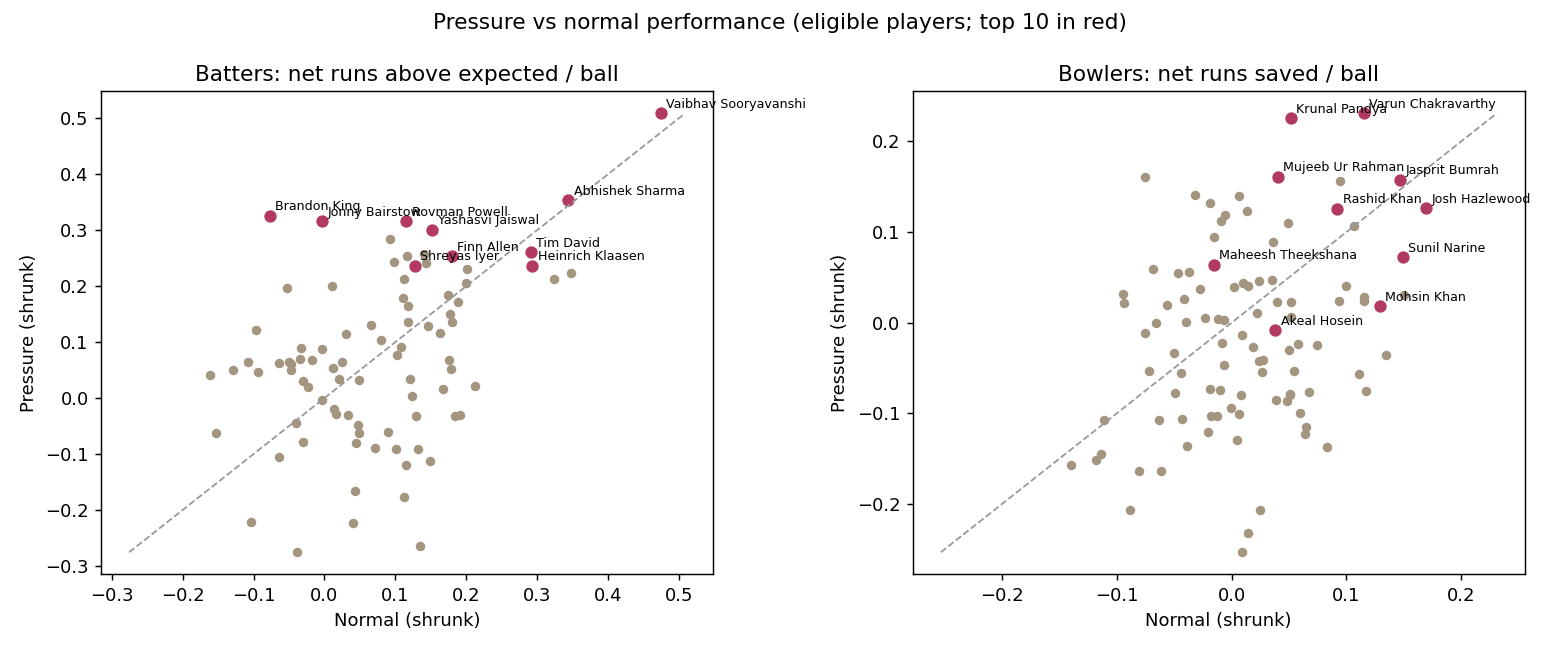 Pressure vs normal performance (eligible players; top 10 in red)
Batters: net runs above expected / ball
Pressure (shrunk)
0.5
0.4
0.3
0.2
0.1
0.0
−0.1
−0.2
−0.3
Vaibhav Sooryavanshi
Abhishek Sharma
Brandon King
Jonny Bairstow
Rovman Powell
Yashasvi Jaiswal
Finn Allen
Tim David
Shreyas Iyer
Heinrich Klaasen
−0.3
−0.2
−0.1
0.0
0.1
0.2
0.3
0.4
0.5
Normal (shrunk)
Bowlers: net runs saved / ball
Pressure (shrunk)
0.2
0.1
0.0
−0.1
−0.2
Krunal Pandya
Varun Chakravarthy
Mujeeb Ur Rahman
Jasprit Bumrah
Rashid Khan
Josh Hazlewood
Maheesh Theekshana
Sunil Narine
Mohsin Khan
Akeal Hosein
−0.2
−0.1
0.0
0.1
0.2
Normal (shrunk)